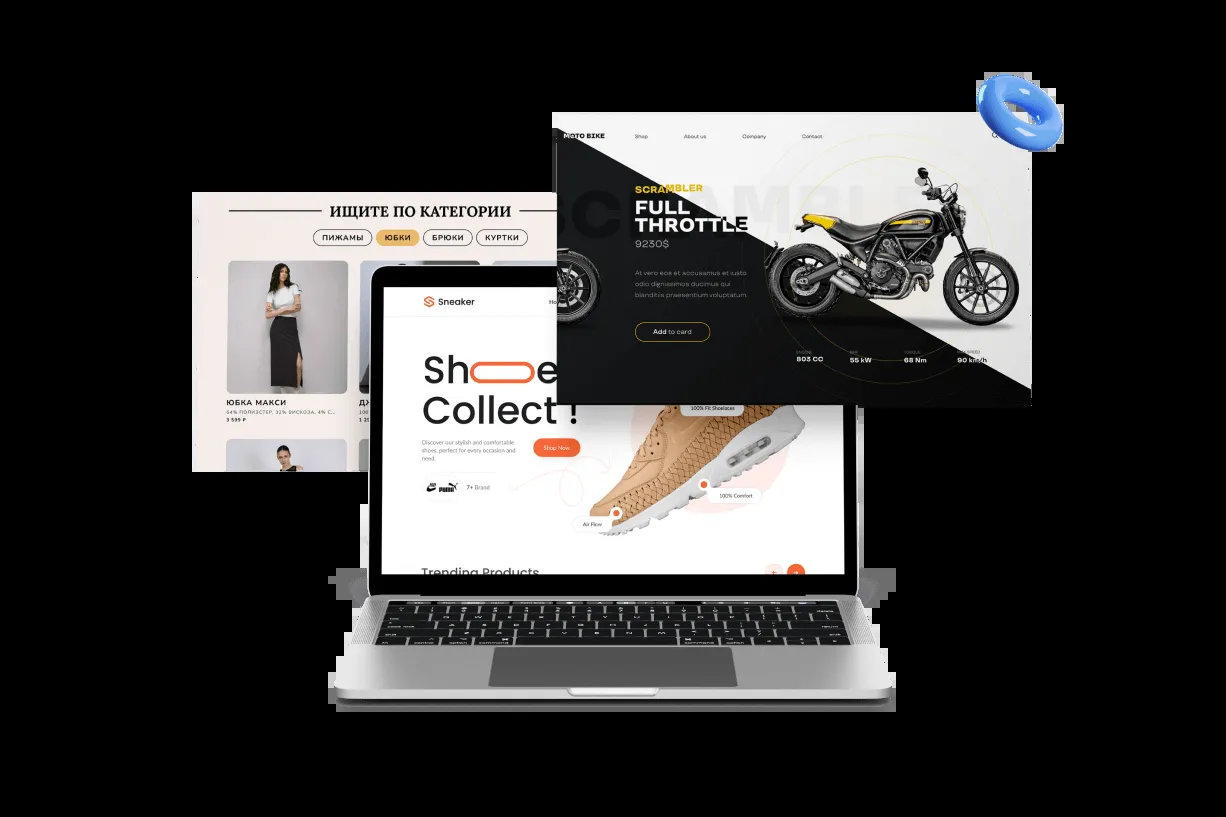 MOTO BIKE
Shop
About us
Company
Contact
SCRAMBLER
FULL
THROTTLE
9230$
At vero eos et accusamus et iusto
odio dignissimos ducimus qui
blanditiis praesentium voluptatum.
Add to card
803 CC
55 kW
68 Nm
90 km/h
ИЩИТЕ ПО КАТЕГОРИИ
ПИЖАМЫ
ЮБКИ
БРЮКИ
КУРТКИ
ЮБКА МАКСИ
64% ПОЛИЭСТЕР, 32% ВИСКОЗА, 4% С...
3 599 ₽
Sneaker
Collect !
Discover our stylish and comfortable
shoes, perfect for every occasion and
need.
Shop Now
PUMA
7+ Brand
100% Fit Shoelaces
100% Comfort
Air Flow
Trending Products